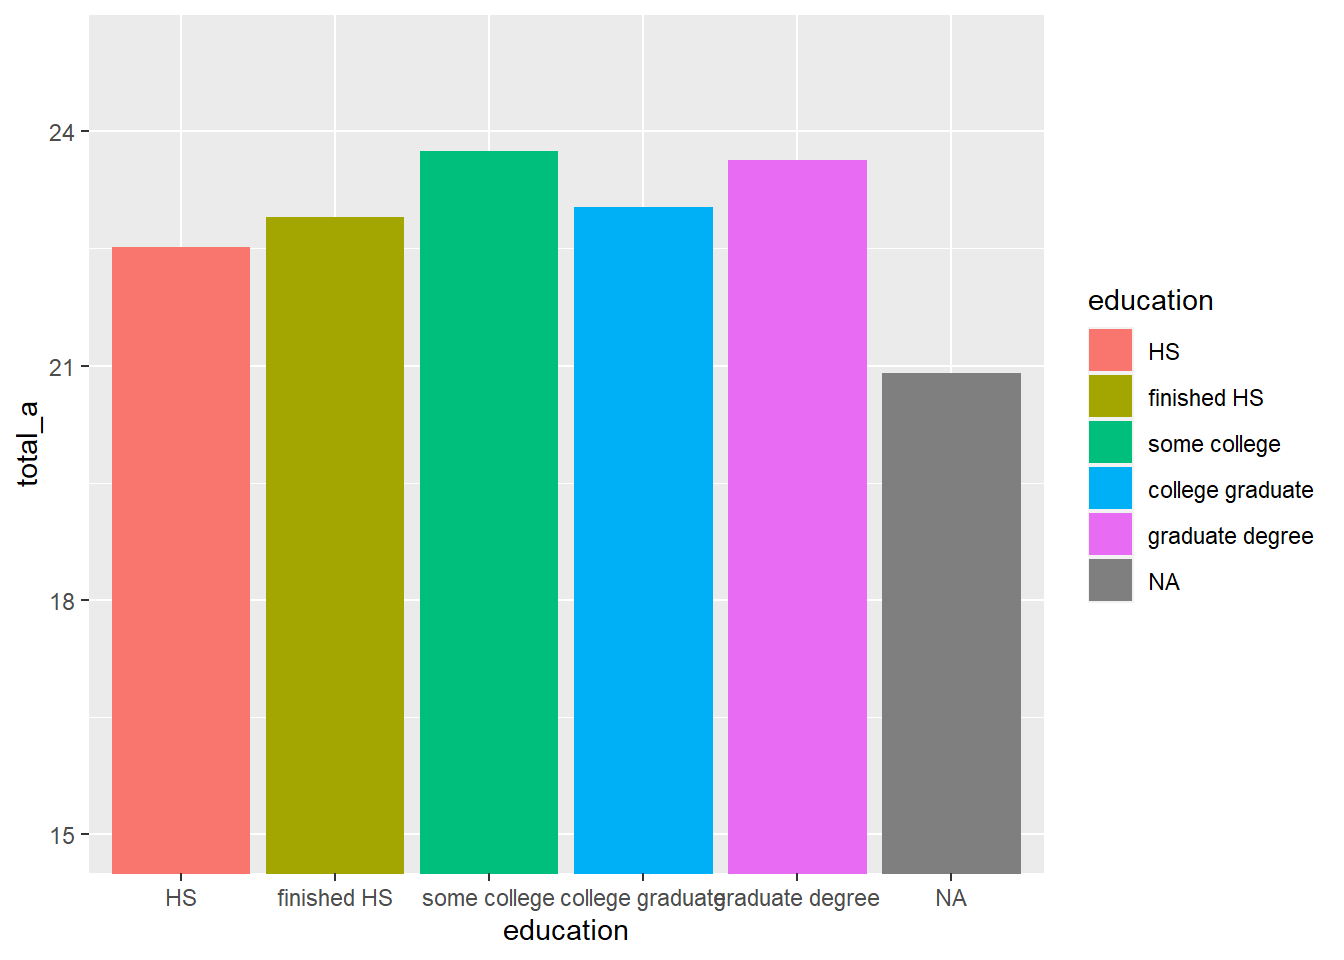 24
21
18
15
total_a
HS
finished HS
some college
college graduate
graduate degree
NA
education
education
HS
finished HS
some college
college graduate
graduate degree
NA